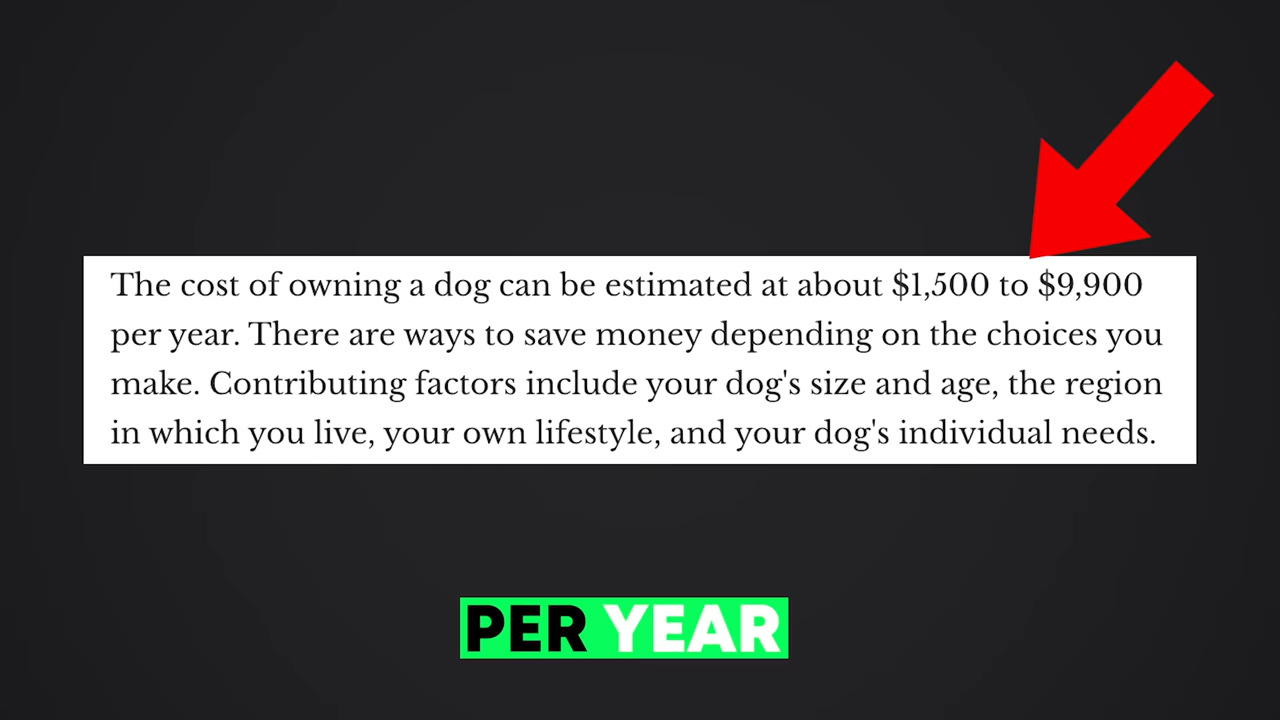 The cost of owning a dog can be estimated at about $1,500 to $9,900
per year. There are ways to save money depending on the choices you
make. Contributing factors include your dog's size and age, the region
in which you live, your own lifestyle, and your dog's individual needs.
PER YEAR